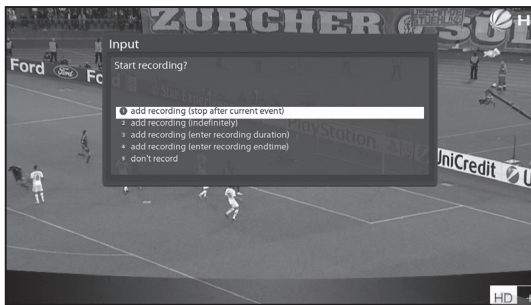 ZÜRCHER
Input
Start recording?
Ford Ford Fo
1 add recording (stop after current event)
2 add recording (indefinitely)
3 add recording (enter recording duration)
4 add recording (enter recording endtime)
5 don't record
PlayStation
UniCredit
HD